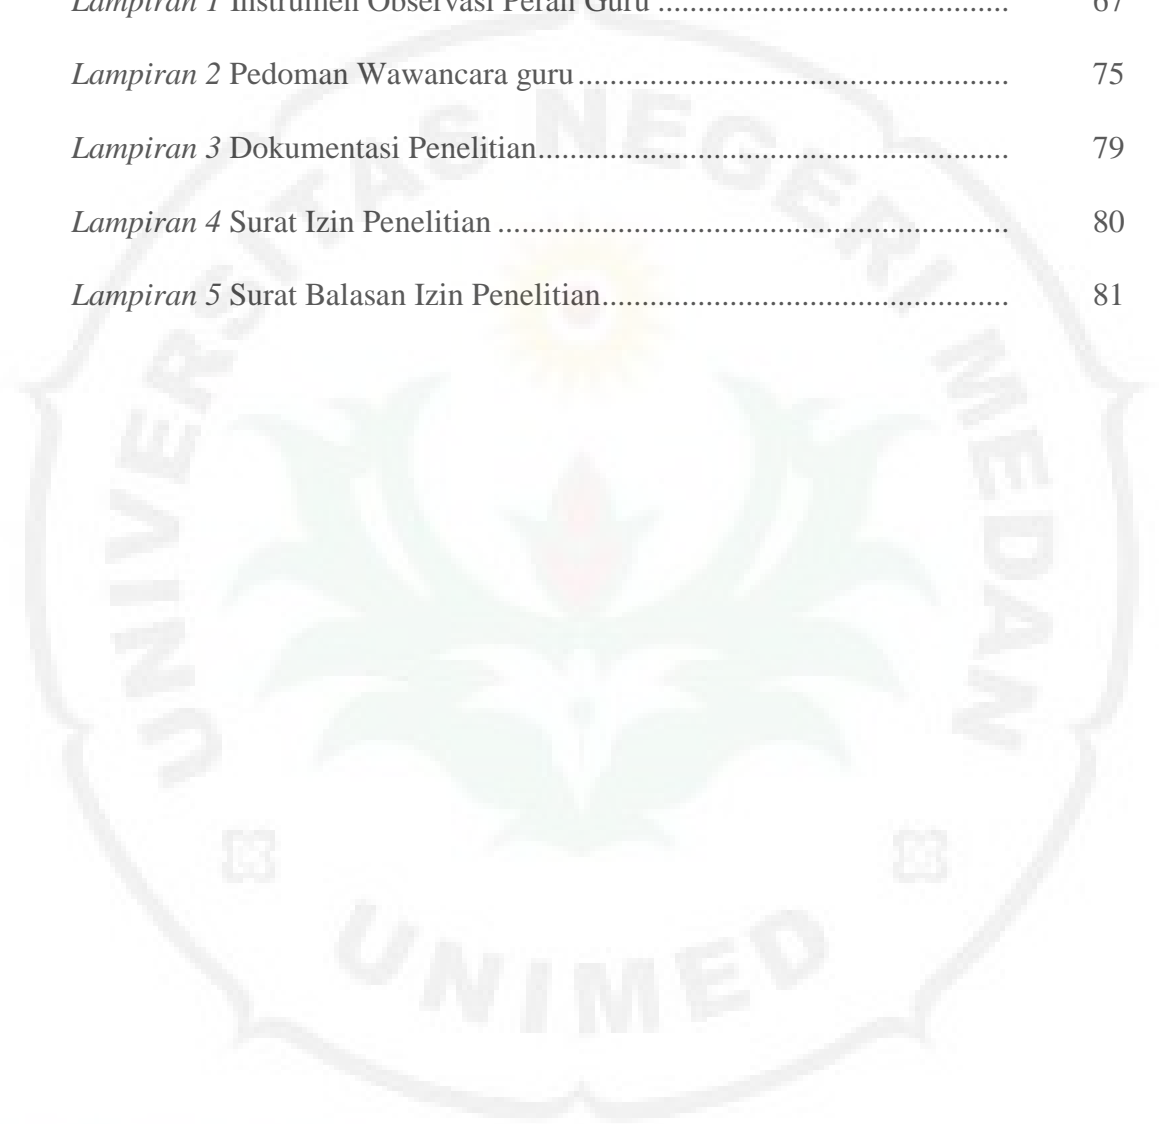 Lampiran 1 Instrumen Observasi Peran Guru ............................................ 67
Lampiran 2 Pedoman Wawancara guru ...................................................... 75
Lampiran 3 Dokumentasi Penelitian........................................................... 79
Lampiran 4 Surat Izin Penelitian ................................................................ 80
Lampiran 5 Surat Balasan Izin Penelitian................................................... 81
UNIVERSITAS NEGERI MEDAN
UNIMED